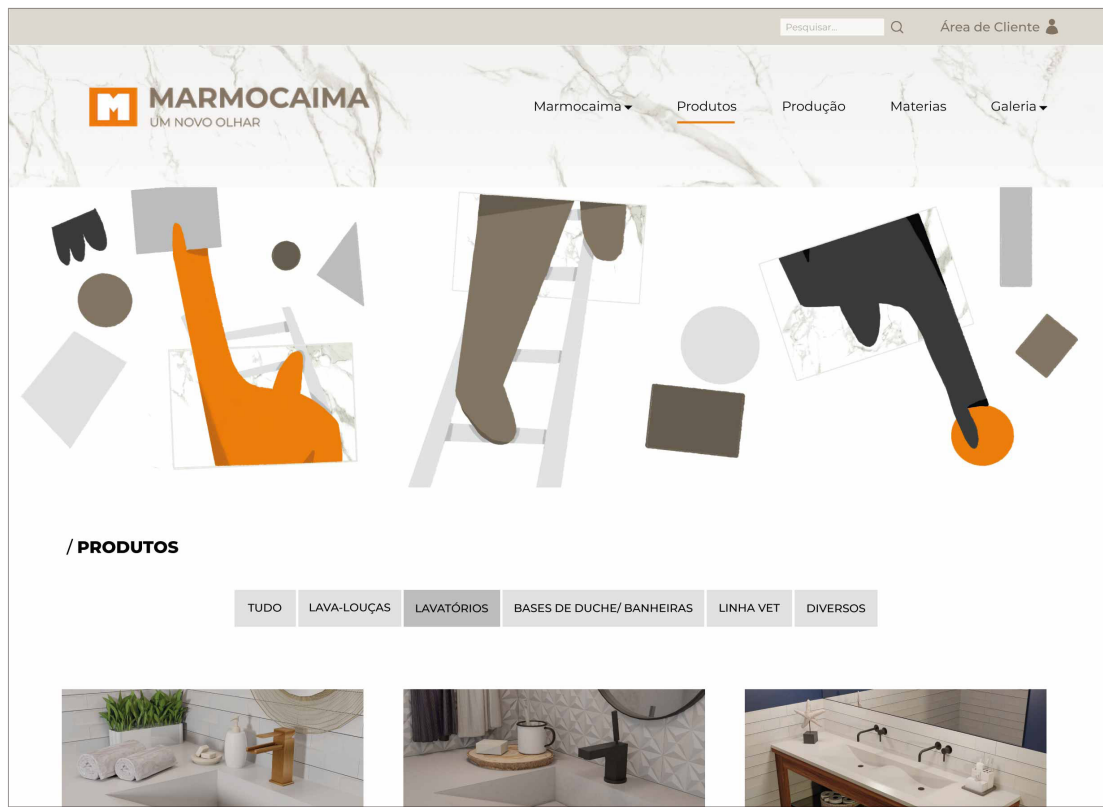 Pesquisar...
Área de Cliente
MARMOCAIMA
UM NOVO OLHAR
Marmocaima
Produtos
Produção
Materias
Galeria
/ PRODUTOS
TUDO
LAVA-LOUÇAS
LAVATÓRIOS
BASES DE DUCHE/ BANHEIRAS
LINHA VET
DIVERSOS